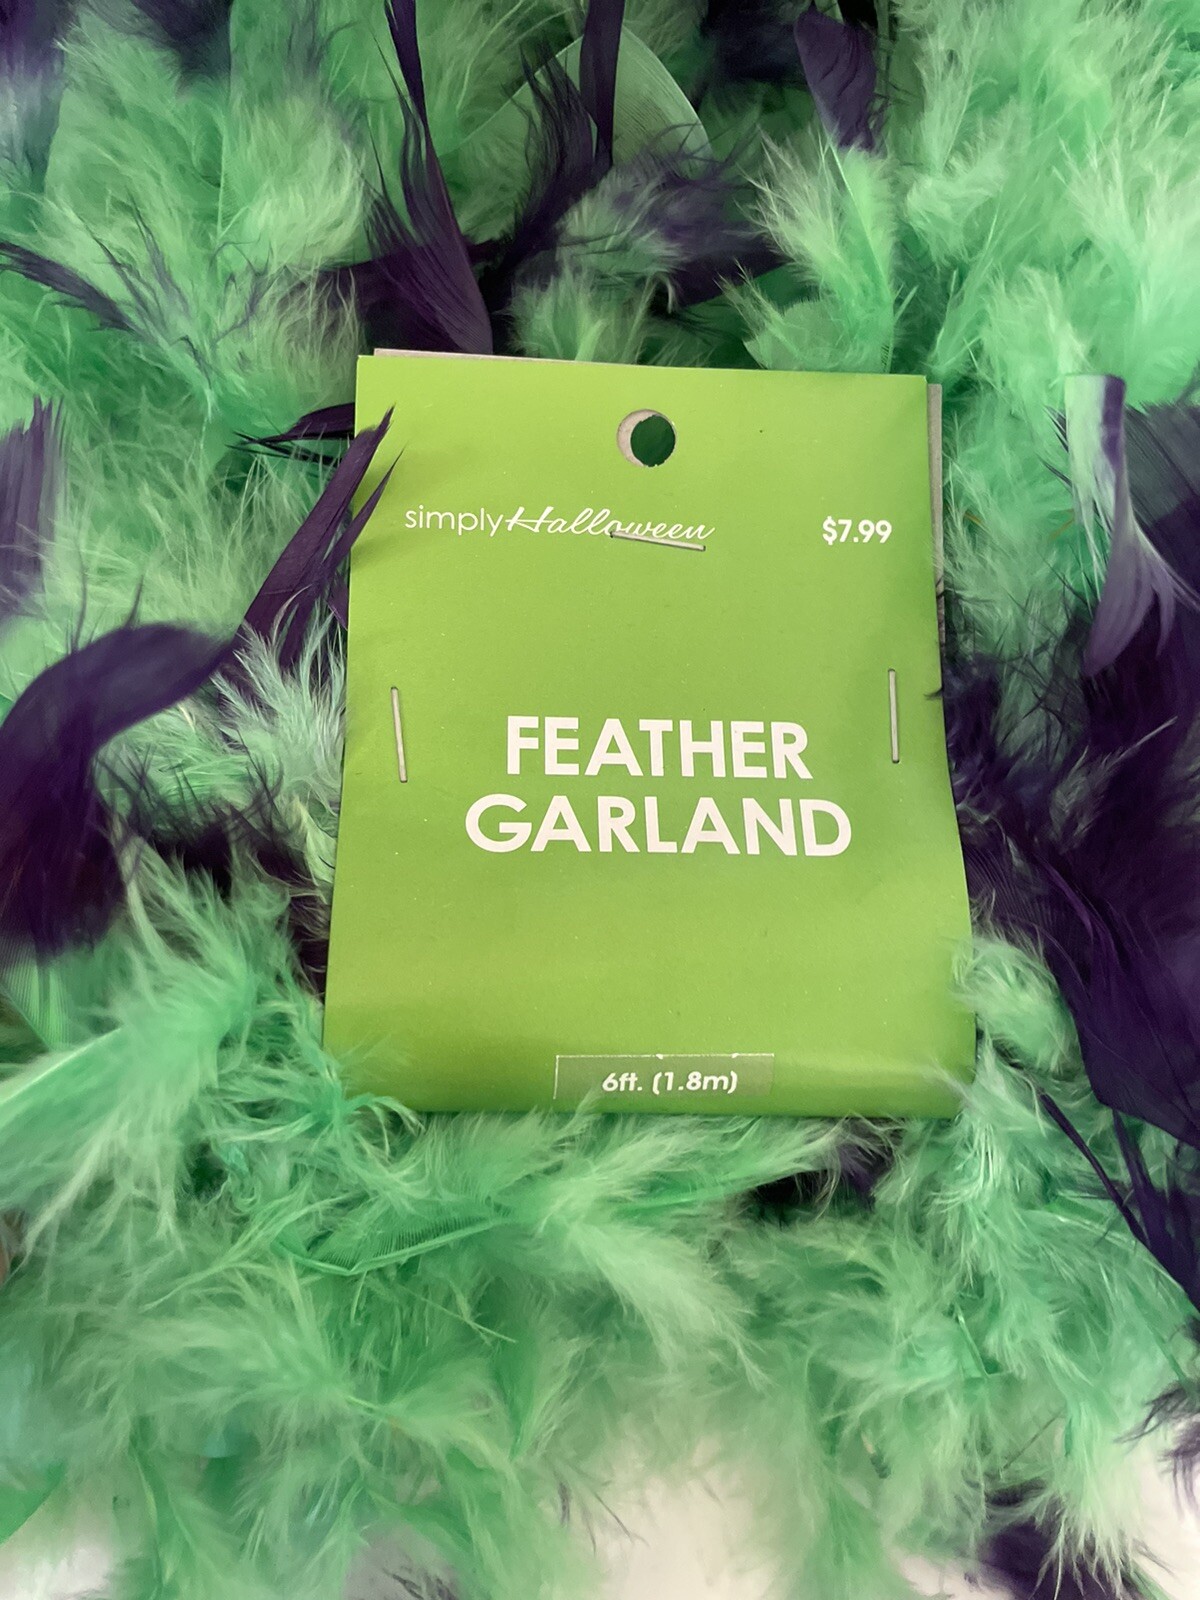 simply Halloween $7.99
FEATHER
GARLAND
6ft. (1.8m)